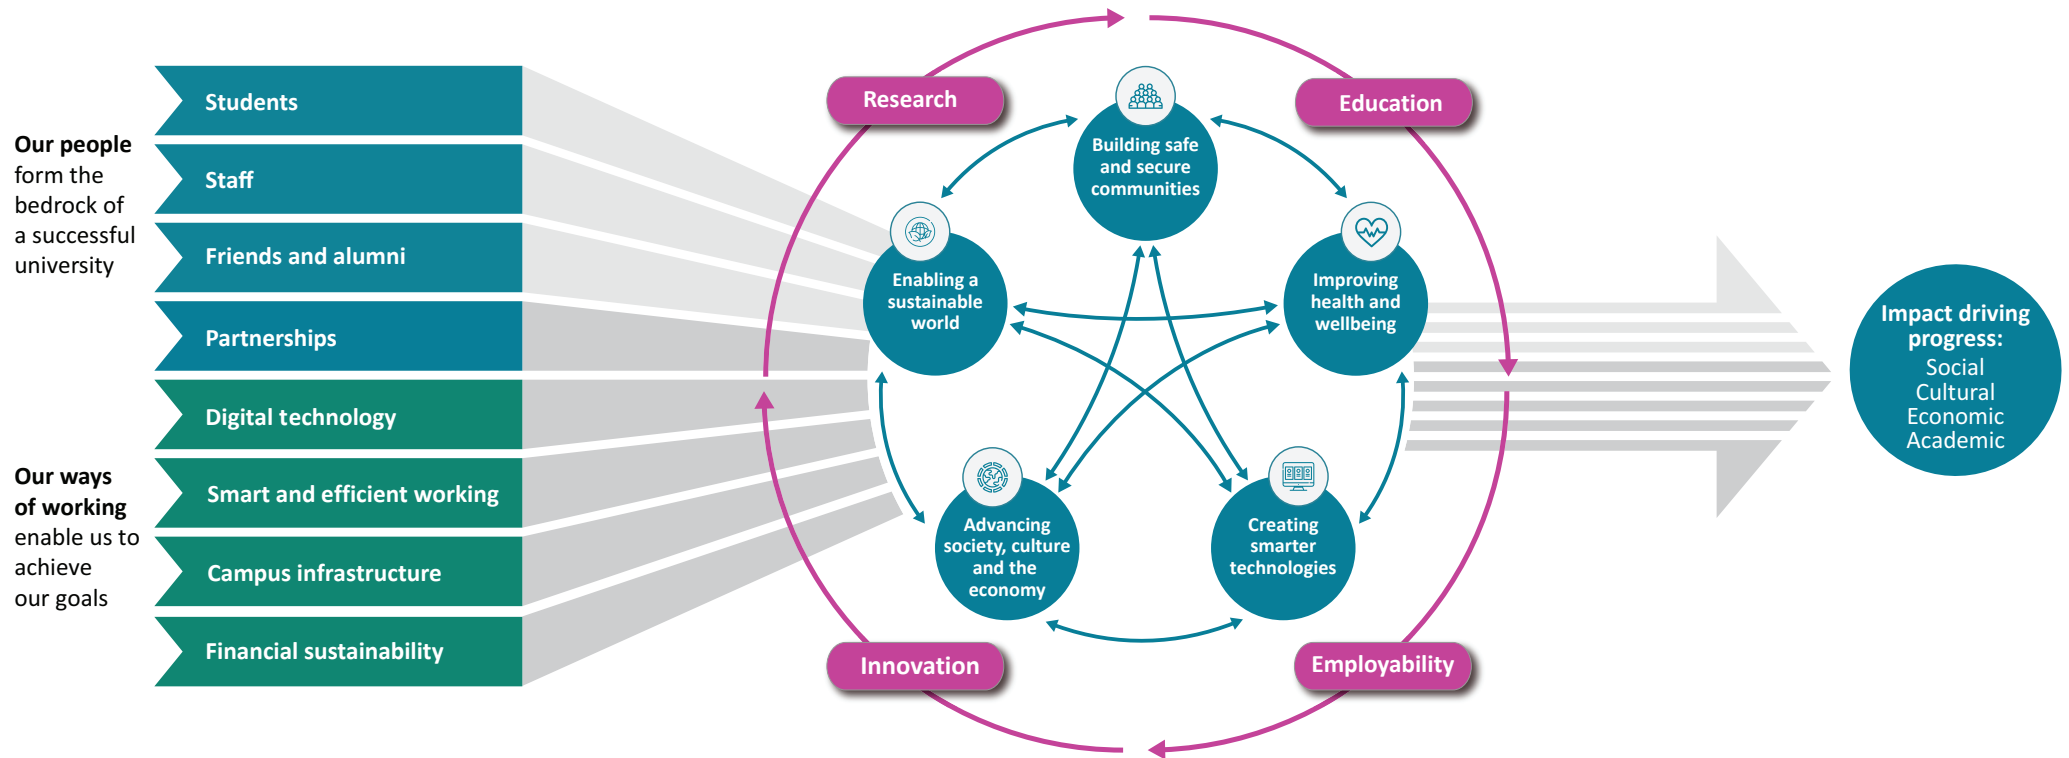 Our people
form the
bedrock of
a successful
university
Students
Staff
Friends and alumni
Partnerships
Our ways
of working
enable us to
achieve
our goals
Digital technology
Smart and efficient working
Campus infrastructure
Financial sustainability
Research
Education
Innovation
Employability
Building safe
and secure
communities
Enabling a
sustainable
world
Improving
health and
wellbeing
Advancing
society, culture
and the
economy
Creating
smarter
technologies
Impact driving
progress:
Social
Cultural
Economic
Academic